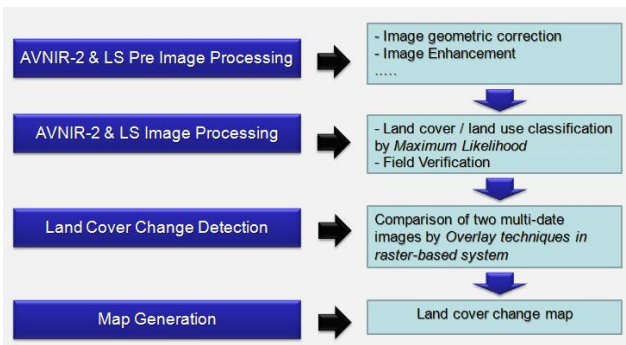 AVNIR-2 & LS Pre Image Processing
- Image geometric correction
- Image Enhancement
.....
AVNIR-2 & LS Image Processing
- Land cover / land use classification
by Maximum Likelihood
- Field Verification
Land Cover Change Detection
Comparison of two multi-date
images by Overlay techniques in
raster-based system
Map Generation
Land cover change map